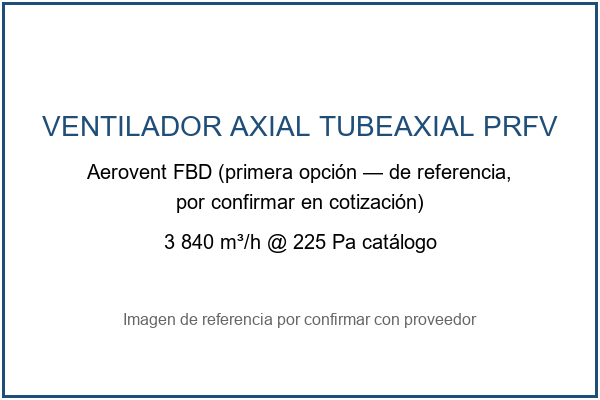 VENTILADOR AXIAL TUBEAXIAL PRFV
Aerovent FBD (primera opción — de referencia,
por confirmar en cotización)
3 840 m³/h @ 225 Pa catálogo
Imagen de referencia por confirmar con proveedor